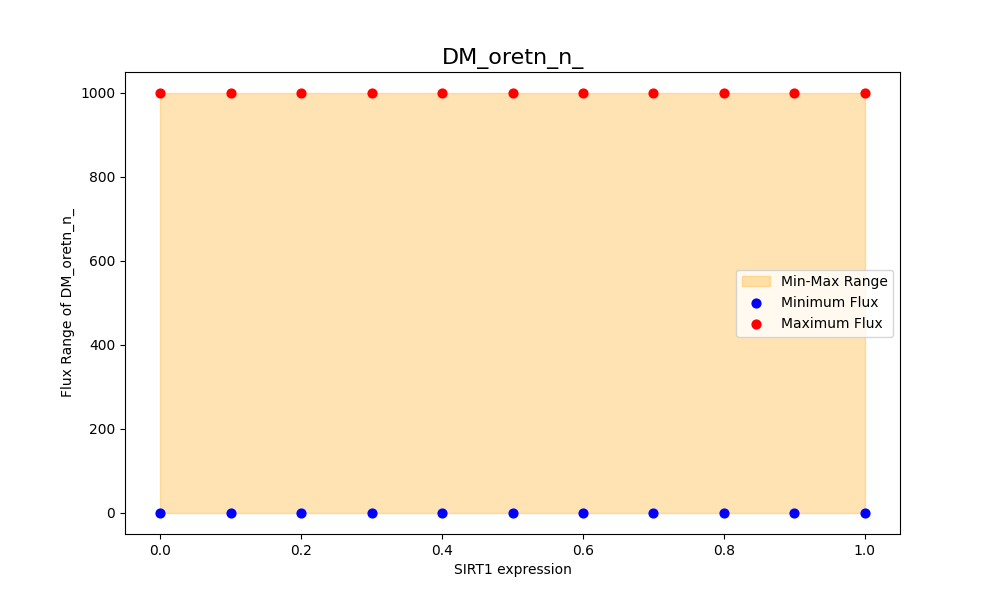 DM_oretn_n_
Flux Range of DM_oretn_n_
1000
800
600
400
200
0
Min-Max Range
Minimum Flux
Maximum Flux
0.0 0.2 0.4 0.6 0.8 1.0
SIRT1 expression